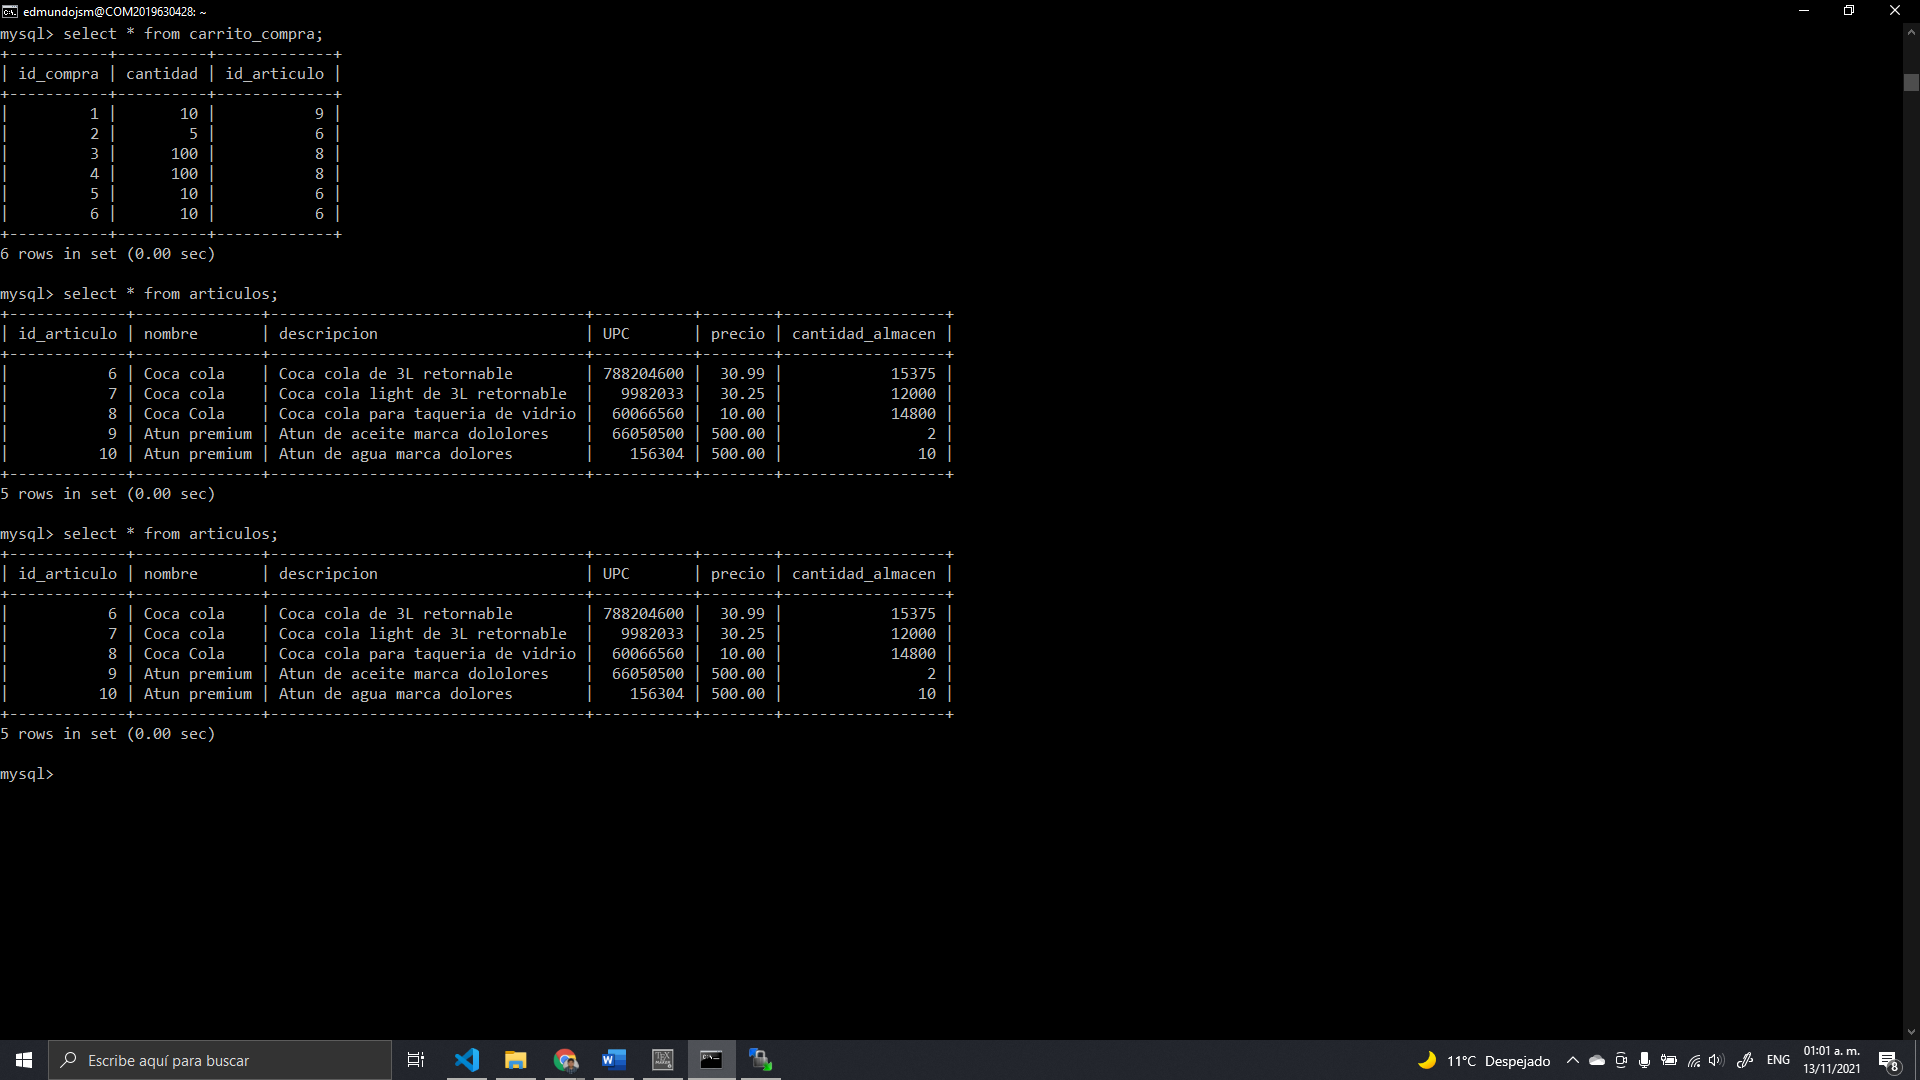 edmundojsm@COM2019630428: ~
mysql> select * from carrito_compra;
+-----------+----------+-------------+
| id_compra | cantidad | id_articulo |
+-----------+----------+-------------+
|         1 |       10 |           9 |
|         2 |        5 |           6 |
|         3 |      100 |           8 |
|         4 |      100 |           8 |
|         5 |       10 |           6 |
|         6 |       10 |           6 |
+-----------+----------+-------------+
6 rows in set (0.00 sec)

mysql> select * from articulos;
+-------------+--------------+-----------------------------------+-----------+--------+------------------+
| id_articulo | nombre       | descripcion                       | UPC       | precio | cantidad_almacen |
+-------------+--------------+-----------------------------------+-----------+--------+------------------+
|           6 | Coca cola    | Coca cola de 3L retornable        | 788204600 |  30.99 |            15375 |
|           7 | Coca cola    | Coca cola light de 3L retornable  |   9982033 |  30.25 |            12000 |
|           8 | Coca Cola    | Coca cola para taqueria de vidrio |  60066560 |  10.00 |            14800 |
|           9 | Atun premium | Atun de aceite marca dololores    |  66050500 | 500.00 |                2 |
|          10 | Atun premium | Atun de agua marca dolores        |    156304 | 500.00 |               10 |
+-------------+--------------+-----------------------------------+-----------+--------+------------------+
5 rows in set (0.00 sec)

mysql> select * from articulos;
+-------------+--------------+-----------------------------------+-----------+--------+------------------+
| id_articulo | nombre       | descripcion                       | UPC       | precio | cantidad_almacen |
+-------------+--------------+-----------------------------------+-----------+--------+------------------+
|           6 | Coca cola    | Coca cola de 3L retornable        | 788204600 |  30.99 |            15375 |
|           7 | Coca cola    | Coca cola light de 3L retornable  |   9982033 |  30.25 |            12000 |
|           8 | Coca Cola    | Coca cola para taqueria de vidrio |  60066560 |  10.00 |            14800 |
|           9 | Atun premium | Atun de aceite marca dololores    |  66050500 | 500.00 |                2 |
|          10 | Atun premium | Atun de agua marca dolores        |    156304 | 500.00 |               10 |
+-------------+--------------+-----------------------------------+-----------+--------+------------------+
5 rows in set (0.00 sec)

mysql>
Escribe aquí para buscar
11°C Despejado
ENG
01:01 a. m.
13/11/2021
8